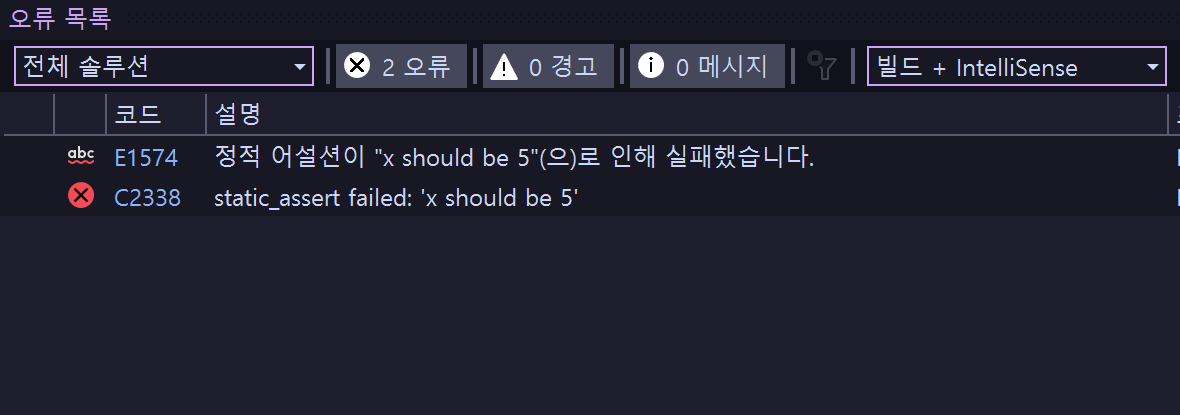 오류 목록
전체 솔루션 2 오류 0 경고 0 메시지 빌드 + IntelliSense
코드 설명
abc E1574 정적 어설션이 "x should be 5"(으)로 인해 실패했습니다.
C2338 static_assert failed: 'x should be 5'